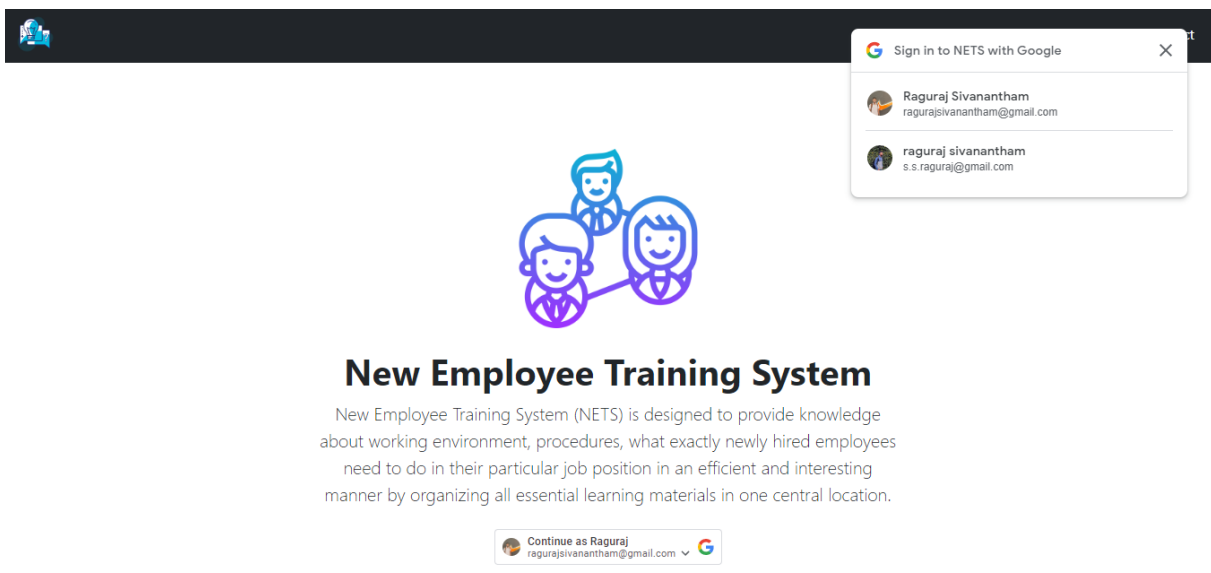 ct
Sign in to NETS with Google
Raguraj Sivanantham
ragurajsivanantham@gmail.com
raguraj sivanantham
s.s.raguraj@gmail.com
New Employee Training System
New Employee Training System (NETS) is designed to provide knowledge
about working environment, procedures, what exactly newly hired employees
need to do in their particular job position in an efficient and interesting
manner by organizing all essential learning materials in one central location.
Continue as Raguraj
ragurajsivanantham@gmail.com